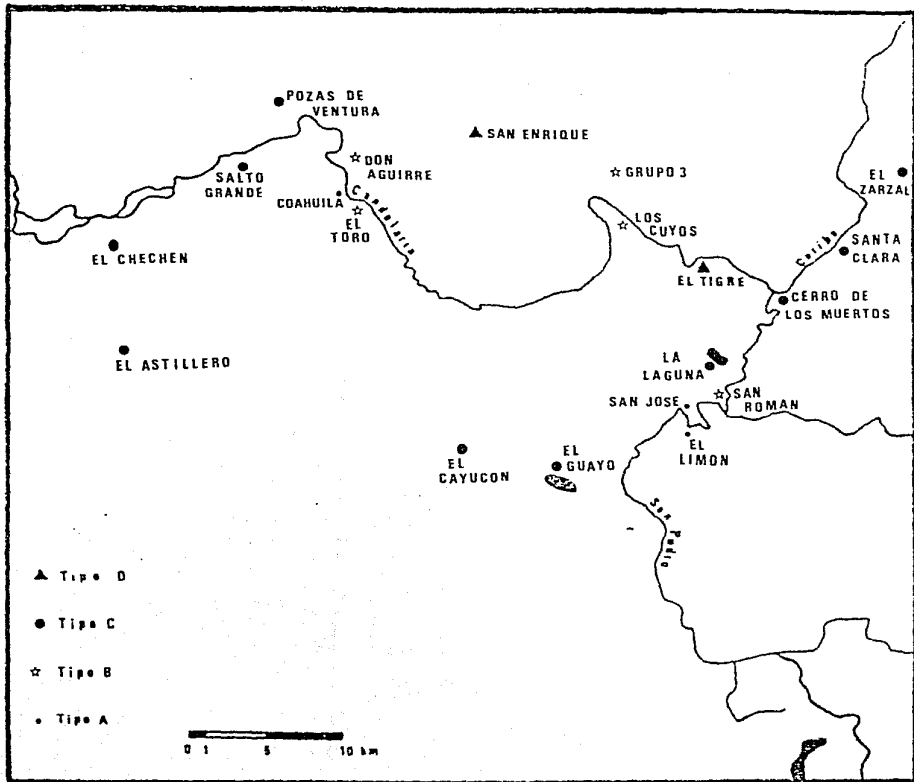 POZAS DE
VENTURA
SAN ENRIQUE
DON
AGUIRRE
GRUPO 3
SALTO
GRANDE
COAHUILA
EL
TORO
Candelaria
LOS
CUYOS
EL
ZARZAL
Caribe
SANTA
CLARA
EL CHECHEN
EL TIGRE
CERRO DE
LOS MUERTOS
EL ASTILLERO
LA
LAGUNA
SAN JOSE
SAN
ROMAN
EL
LIMON
EL
CAYUCON
EL
GUAYO
San Pedro
Tipo D
Tipo C
Tipo B
Tipo A
0 1 5 10 km